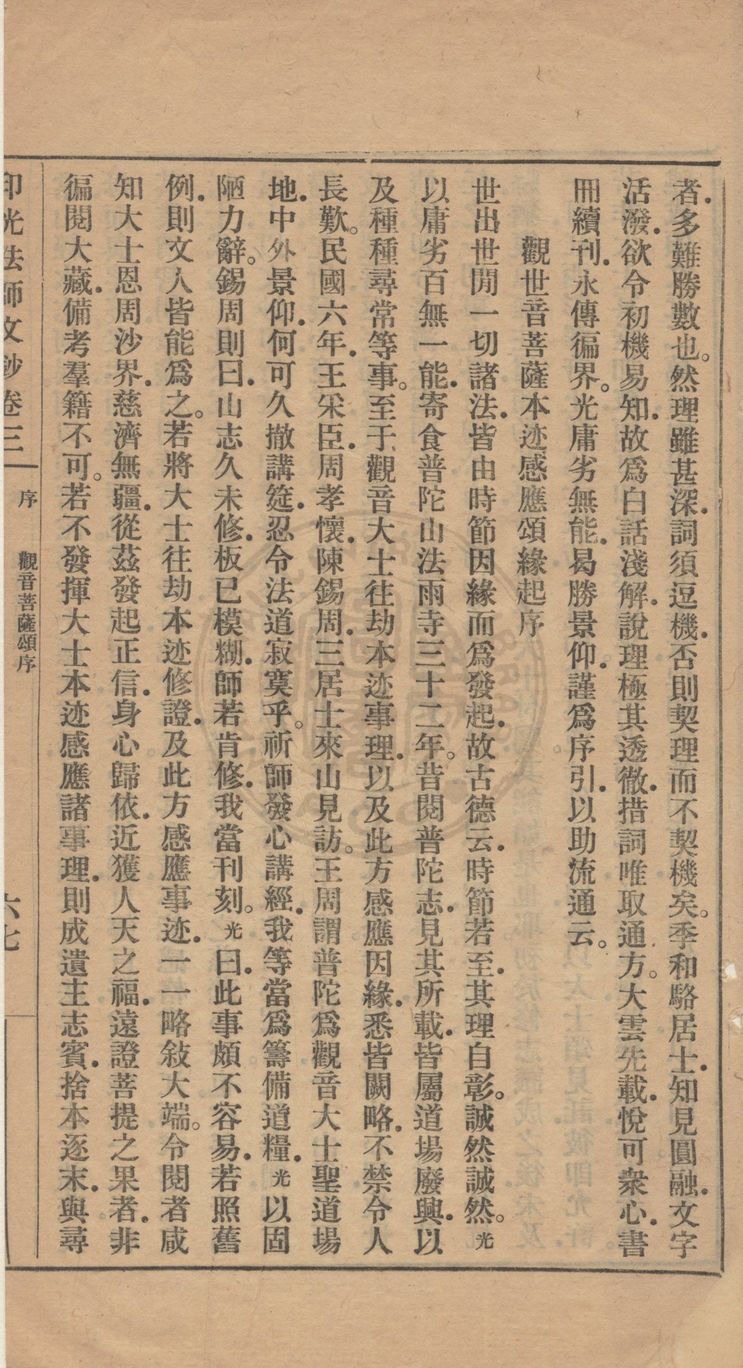 者.多難勝數也。然理雖甚深.詞須逗機.否則契理而不契機矣。季和駱居士.知見圓融.文字
活潑.欲令初機易知.故爲白話淺解.說理極其透徹.措詞唯取通方。大雲先載.悅可衆心.書
冊續刊.永傳徧界。光庸劣無能.曷勝景仰.謹爲序引.以助流通云。
觀世音菩薩本迹感應頌緣起序
世出世閒一切諸法.皆由時節因緣而爲發起.故古德云.時節若至.其理自彰。誠然誠然。光
以庸劣百無一能.寄食普陀山法雨寺三十二年。昔閱普陀志.見其所載.皆屬道場廢興.以
及種種尋常等事。至于觀音大士往劫本迹事理.以及此方感應因緣.悉皆闕略.不禁令人
長歎。民國六年.王采臣.周孝懷.陳錫周.三居士來山見訪。王周謂普陀爲觀音大士聖道場
地.中外景仰.何可久撤講筵.忍令法道寂寞乎。祈師發心講經.我等當爲籌備道糧.光以固
陋力辭。錫周則曰.山志久未修.板已模糊.師若肯修.我當刊刻。光曰.此事頗不容易.若照舊
例.則文人皆能爲之。若將大士往劫本迹修證.及此方感應事迹.一一略敍大端。令閱者咸
知大士恩周沙界.慈濟無疆.從茲發起正信.身心歸依.近獲人天之福.遠證菩提之果者.非
徧閱大藏.備考羣籍不可。若不發揮大士本迹感應諸事理.則成遺主志賓.捨本逐末.與尋
印光法師文鈔卷三 序 觀音菩薩頌序 六七